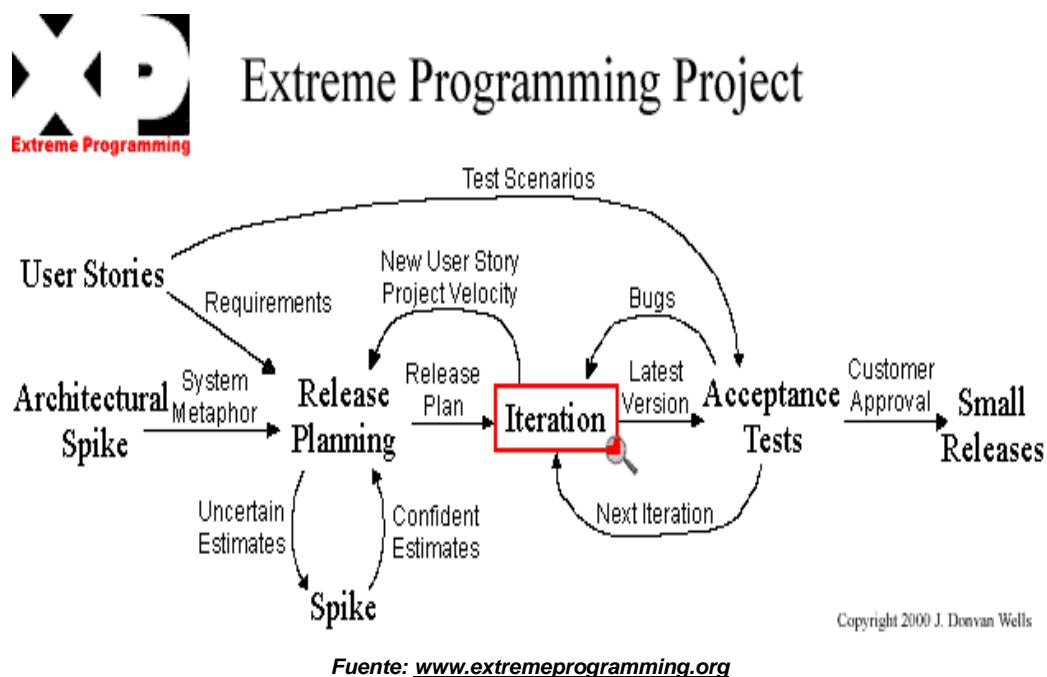 XP
Extreme Programming
Extreme Programming Project
Test Scenarios
User Stories
Requirements
New User Story
Project Velocity
Bugs
Architectural
Spike
System
Metaphor
Release
Planning
Release
Plan
Iteration
Latest
Version
Acceptance
Tests
Customer
Approval
Small
Releases
Uncertain
Estimates
Confident
Estimates
Next Iteration
Spike
Copyright 2000 J. Donvan Wells
Fuente: www.extremeprogramming.org